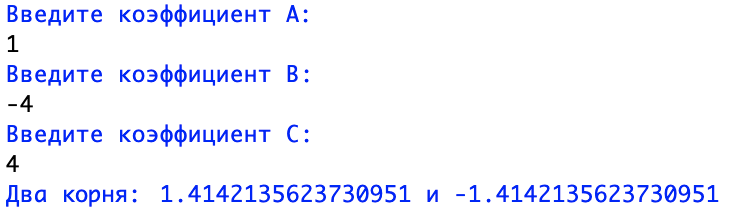 Введите коэффициент A:
1
Введите коэффициент B:
-4
Введите коэффициент C:
4
Два корня: 1.4142135623730951 и -1.4142135623730951